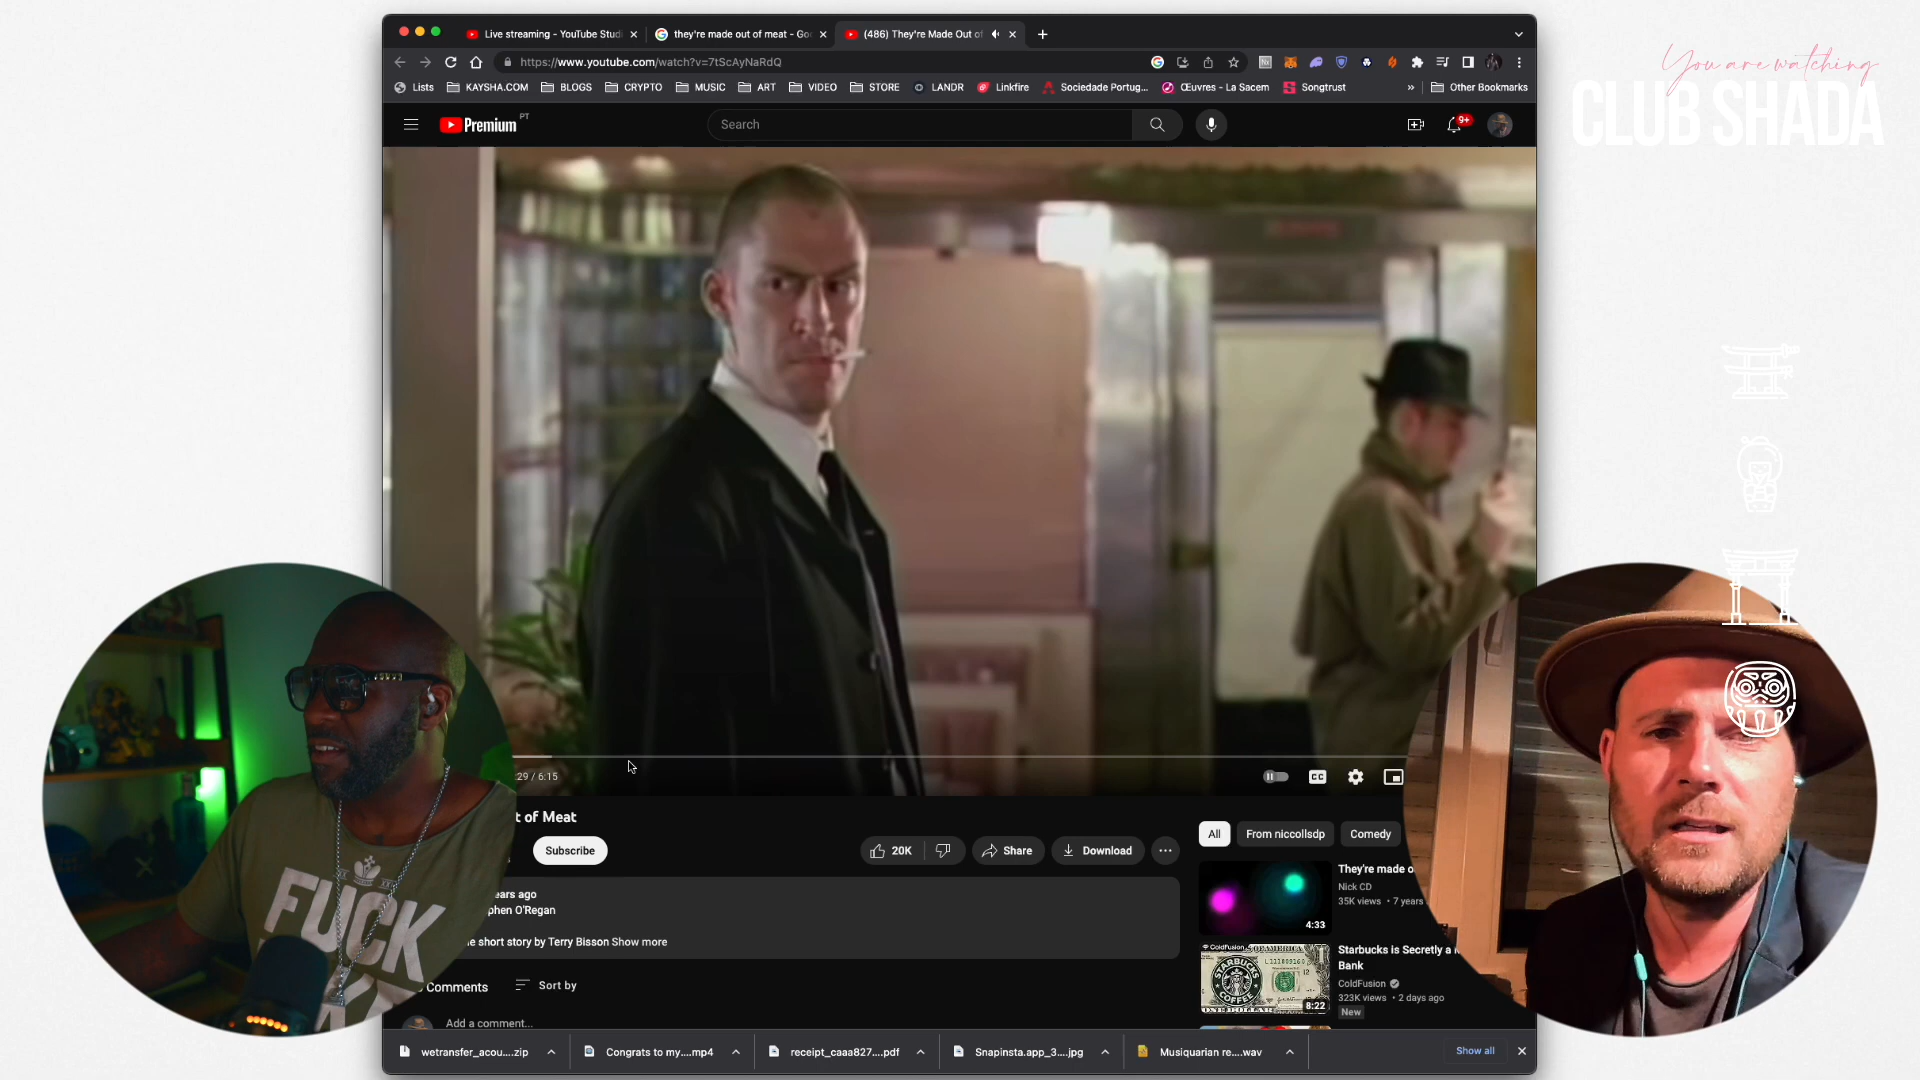 Live streaming - YouTube Studi
they're made out of meat - Goo
(486) They're Made Out of
https://www.youtube.com/watch?v=7tScAyNaRdQ
Lists
KAYSHA.COM
BLOGS
CRYPTO
MUSIC
ART
VIDEO
STORE
LANDR
Linkfire
Sociedade Portug...
Œuvres - La Sacem
Songtrust
»
Other Bookmarks
You are watching
CLUB SHADA
Premium PT
Search
9+
:29 / 6:15
CC
t of Meat
Subscribe
20K
Share
Download
All
From niccollsdp
Comedy
ears ago
phen O'Regan
e short story by Terry Bisson Show more
Comments
Sort by
Add a comment...
They're made o
Nick CD
35K views • 7 years
4:33
Starbucks is Secretly a
Bank
ColdFusion
323K views • 2 days ago
New
ColdFusion
STARBUCKS
COFFEE
8:22
FUCK
wetransfer_acou....zip
Congrats to my....mp4
receipt_caaa827....pdf
Snapinsta.app_3....jpg
Musiquarian re....wav
Show all